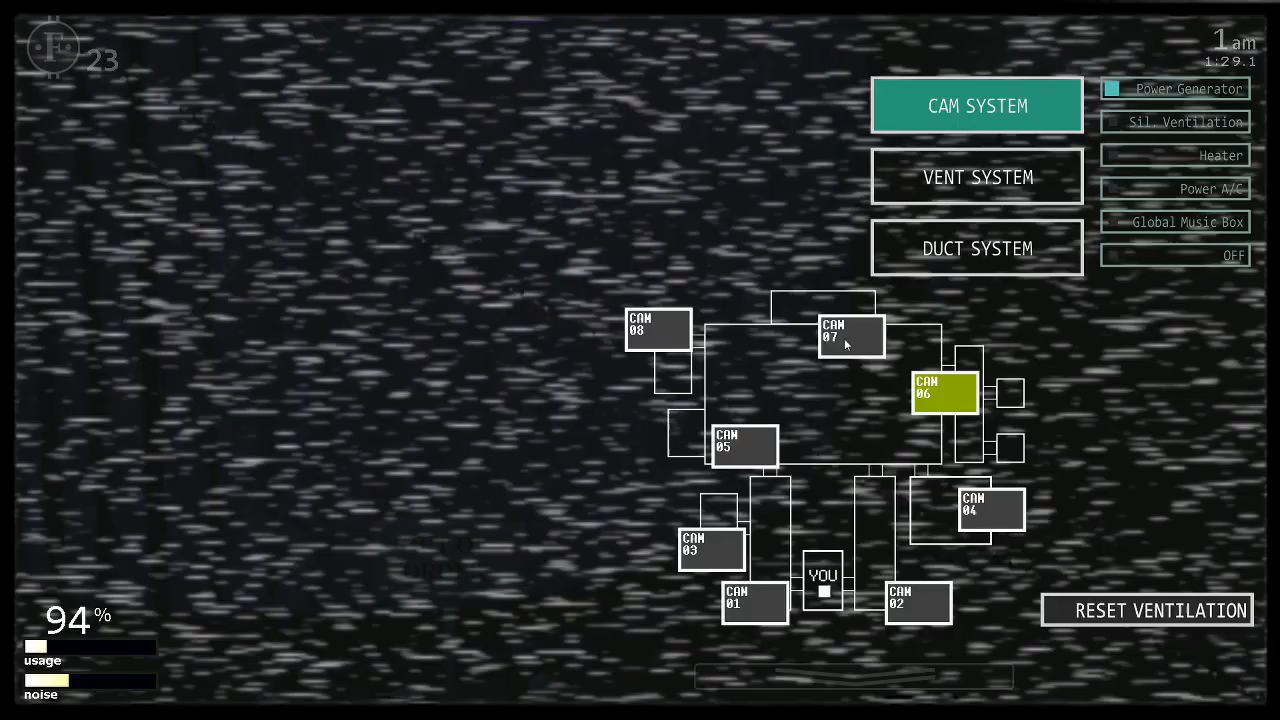 F 23
1 am
1:29.1
CAM SYSTEM
VENT SYSTEM
DUCT SYSTEM
Power Generator
Sil. Ventilation
Heater
Power A/C
Global Music Box
OFF
CAM 08
CAM 07
CAM 06
CAM 05
CAM 04
CAM 03
YOU
CAM 01
CAM 02
RESET VENTILATION
94%
usage
noise